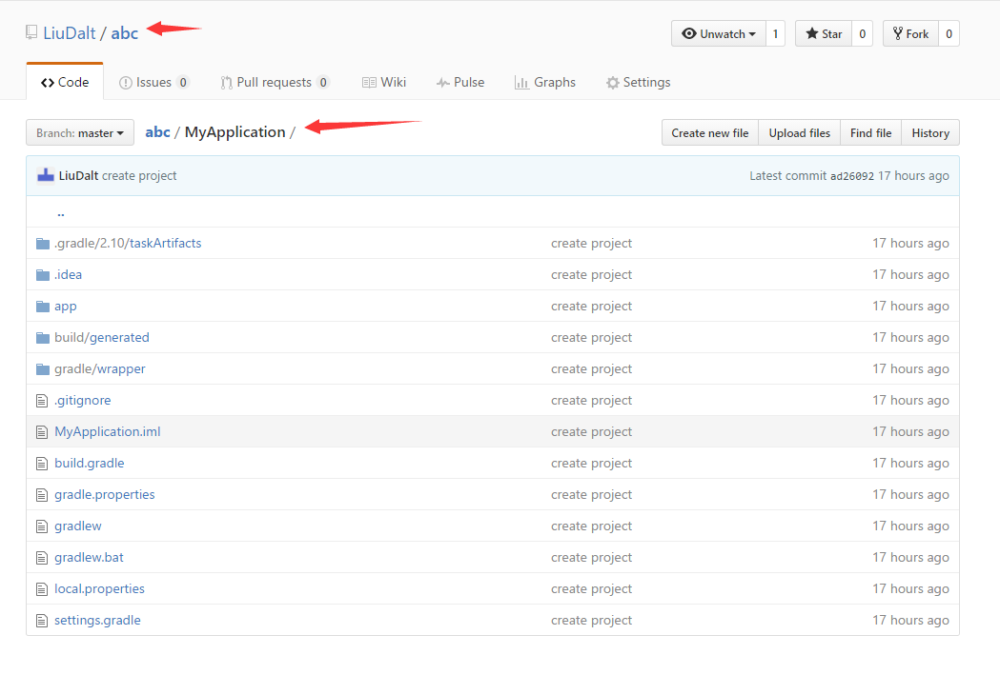 LiuDalt / abc
Unwatch 1 Star 0 Fork 0
Code Issues 0 Pull requests 0 Wiki Pulse Graphs Settings
Branch: master abc / MyApplication / Create new file Upload files Find file History
LiuDalt create project Latest commit ad26092 17 hours ago
..
.gradle/2.10/taskArtifacts create project 17 hours ago
.idea create project 17 hours ago
app create project 17 hours ago
build/generated create project 17 hours ago
gradle/wrapper create project 17 hours ago
.gitignore create project 17 hours ago
MyApplication.iml create project 17 hours ago
build.gradle create project 17 hours ago
gradle.properties create project 17 hours ago
gradlew create project 17 hours ago
gradlew.bat create project 17 hours ago
local.properties create project 17 hours ago
settings.gradle create project 17 hours ago